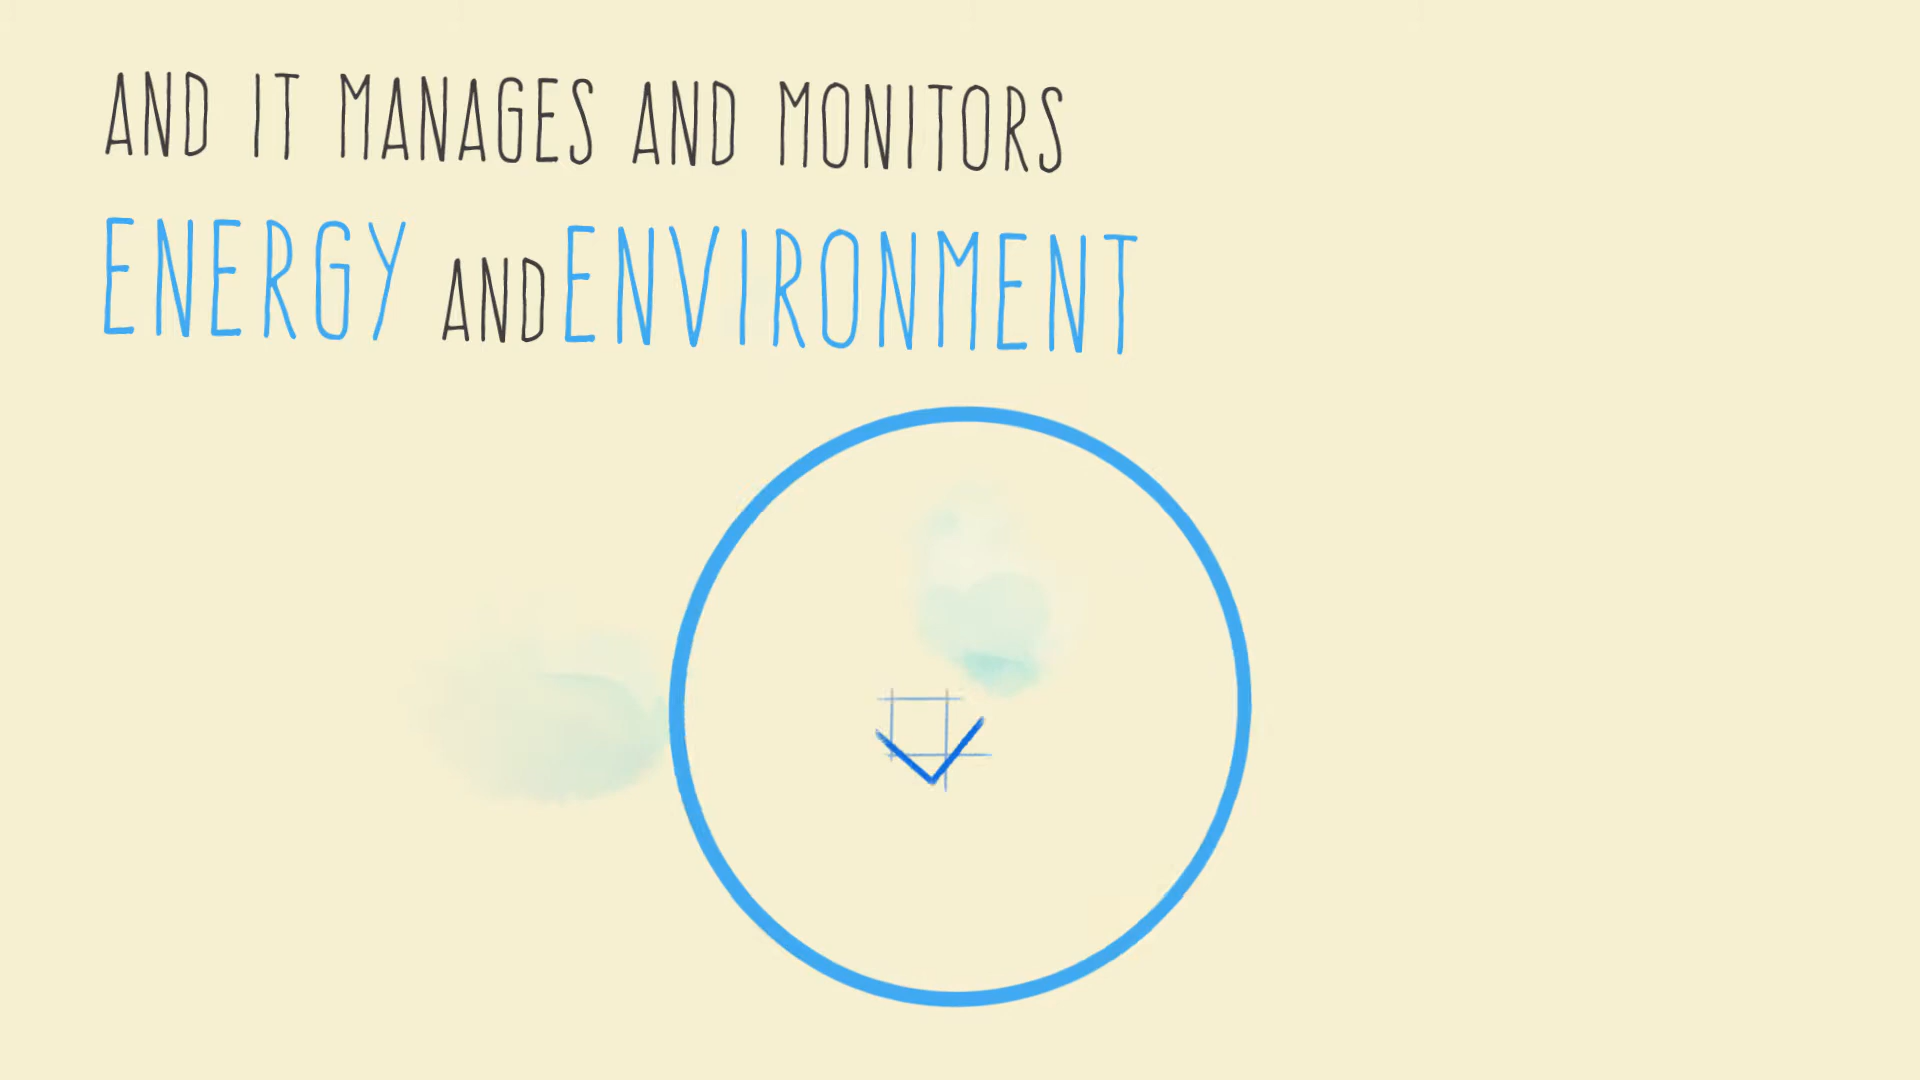 AND IT MANAGES AND MONITORS
ENERGY AND ENVIRONMENT